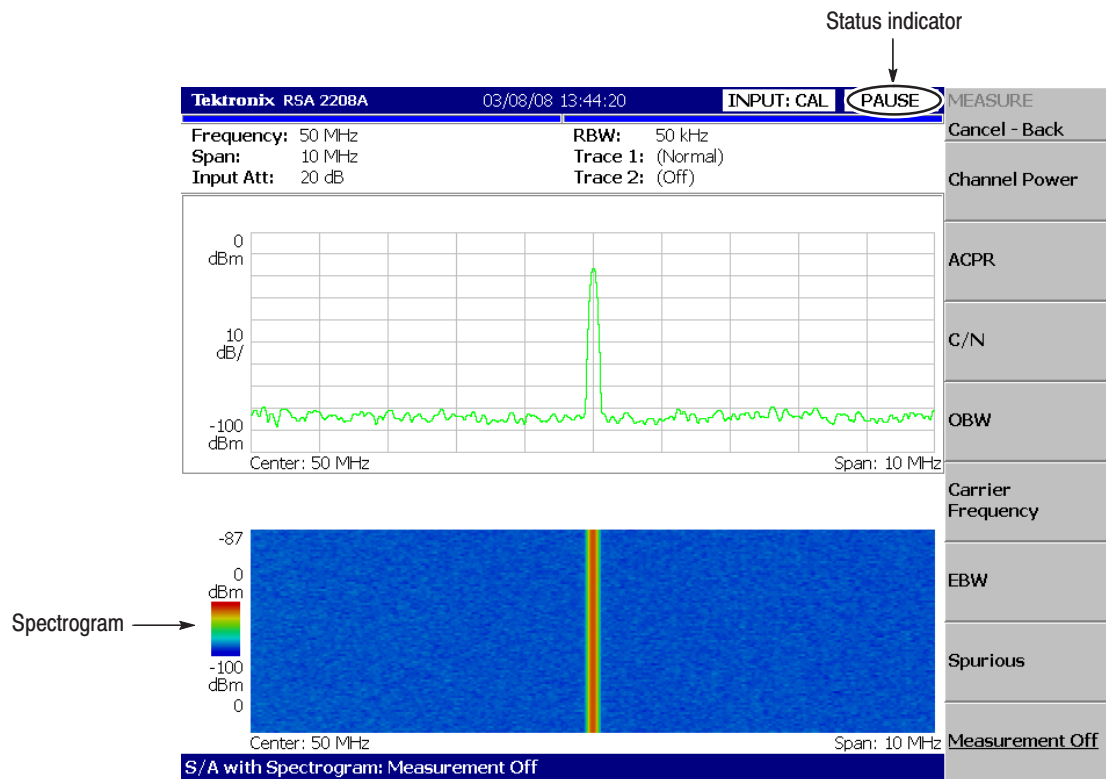 Status indicator
Tektronix RSA 2208A 03/08/08 13:44:20 INPUT: CAL PAUSE
MEASURE
Cancel - Back
Frequency: 50 MHz RBW: 50 kHz
Span: 10 MHz Trace 1: (Normal)
Input Att: 20 dB Trace 2: (Off)
Channel Power
0
dBm
ACPR
10
dB/
C/N
-100
dBm
OBW
Center: 50 MHz Span: 10 MHz
Carrier
Frequency
-87
0
dBm
EBW
Spectrogram
-100
dBm
Spurious
0
Center: 50 MHz Span: 10 MHz
Measurement Off
S/A with Spectrogram: Measurement Off